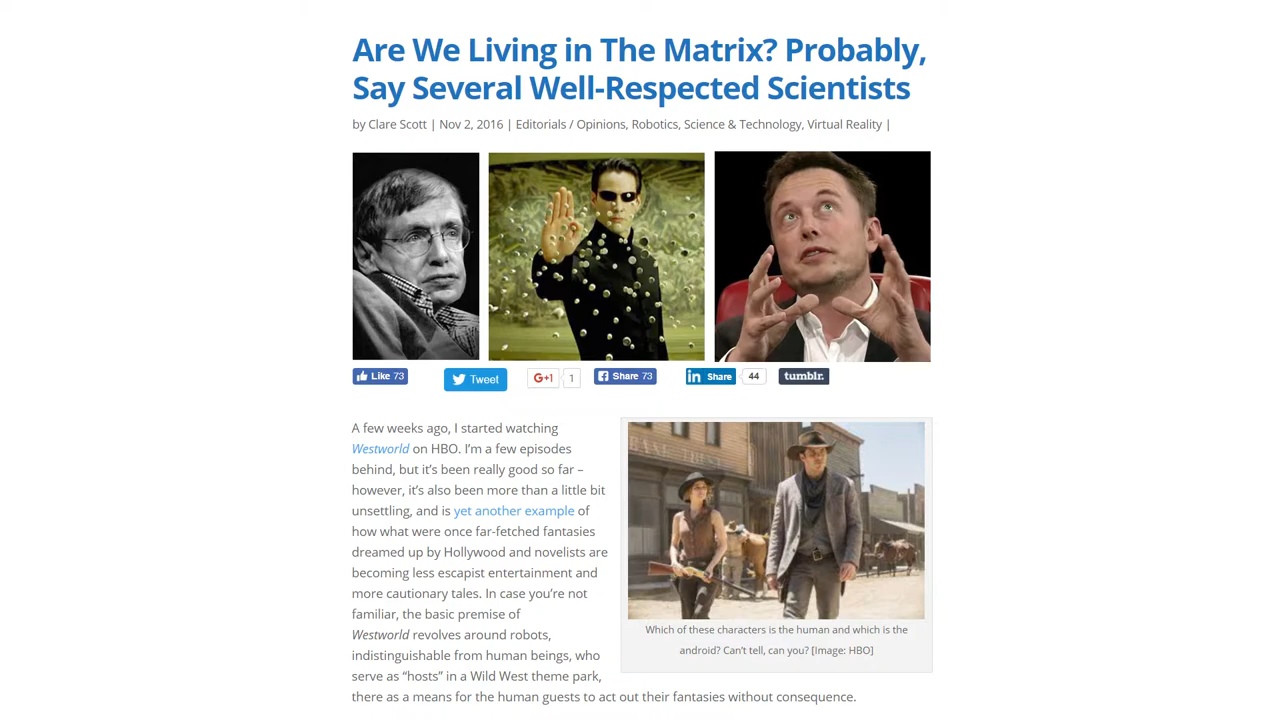 Are We Living in The Matrix? Probably,
Say Several Well-Respected Scientists
by Clare Scott | Nov 2, 2016 | Editorials / Opinions, Robotics, Science & Technology, Virtual Reality |
Like 73
Tweet
G+1
1
Share 73
in Share
44
tumblr.
A few weeks ago, I started watching
Westworld on HBO. I’m a few episodes
behind, but it’s been really good so far –
however, it’s also been more than a little bit
unsettling, and is yet another example of
how what were once far-fetched fantasies
dreamed up by Hollywood and novelists are
becoming less escapist entertainment and
more cautionary tales. In case you’re not
familiar, the basic premise of
Westworld revolves around robots,
indistinguishable from human beings, who
serve as “hosts” in a Wild West theme park,
there as a means for the human guests to act out their fantasies without consequence.
Which of these characters is the human and which is the
android? Can’t tell, can you? [Image: HBO]